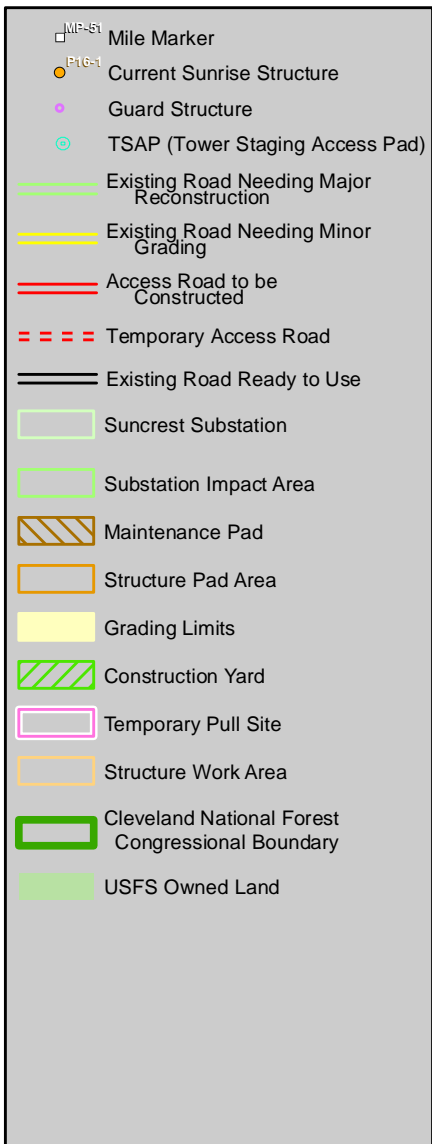 MP-51
Mile Marker
P16-1
Current Sunrise Structure
Guard Structure
TSAP (Tower Staging Access Pad)
Existing Road Needing Major
Reconstruction
Existing Road Needing Minor
Grading
Access Road to be
Constructed
Temporary Access Road
Existing Road Ready to Use
Suncrest Substation
Substation Impact Area
Maintenance Pad
Structure Pad Area
Grading Limits
Construction Yard
Temporary Pull Site
Structure Work Area
Cleveland National Forest
Congressional Boundary
USFS Owned Land